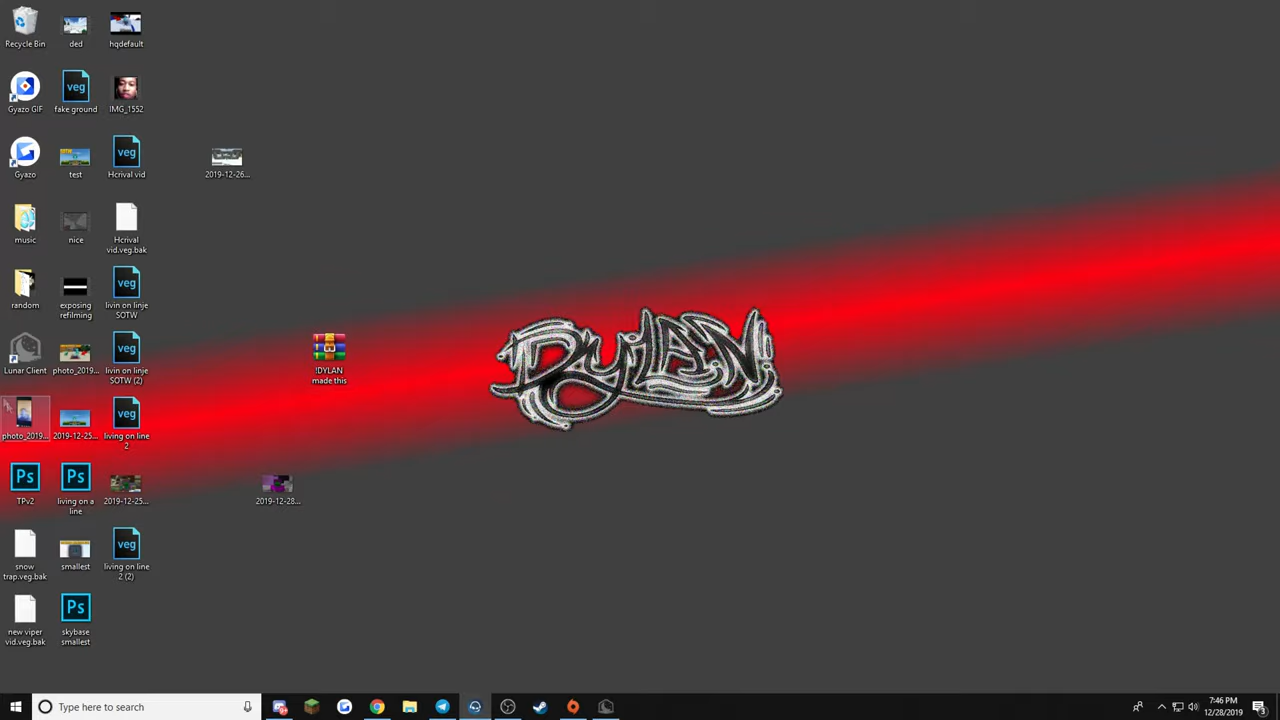 Recycle Bin
ded
hqdefault
Gyazo GIF
veg
fake ground
IMG_1552
Gyazo
test
veg
Hcrival vid
2019-12-26...
music
nice
Hcrival
vid.veg.bak
random
exposing
refilming
veg
livin on linje
SOTW
Lunar Client
photo_2019...
veg
livin on linje
SOTW (2)
!DYLAN
made this
DylAN
photo_2019...
2019-12-25...
veg
living on line
2
Ps
TPv2
Ps
living on a
line
2019-12-25...
2019-12-28...
snow
trap.veg.bak
smallest
veg
living on line
2 (2)
new viper
vid.veg.bak
Ps
skybase
smallest
Type here to search
7:46 PM
12/28/2019
3